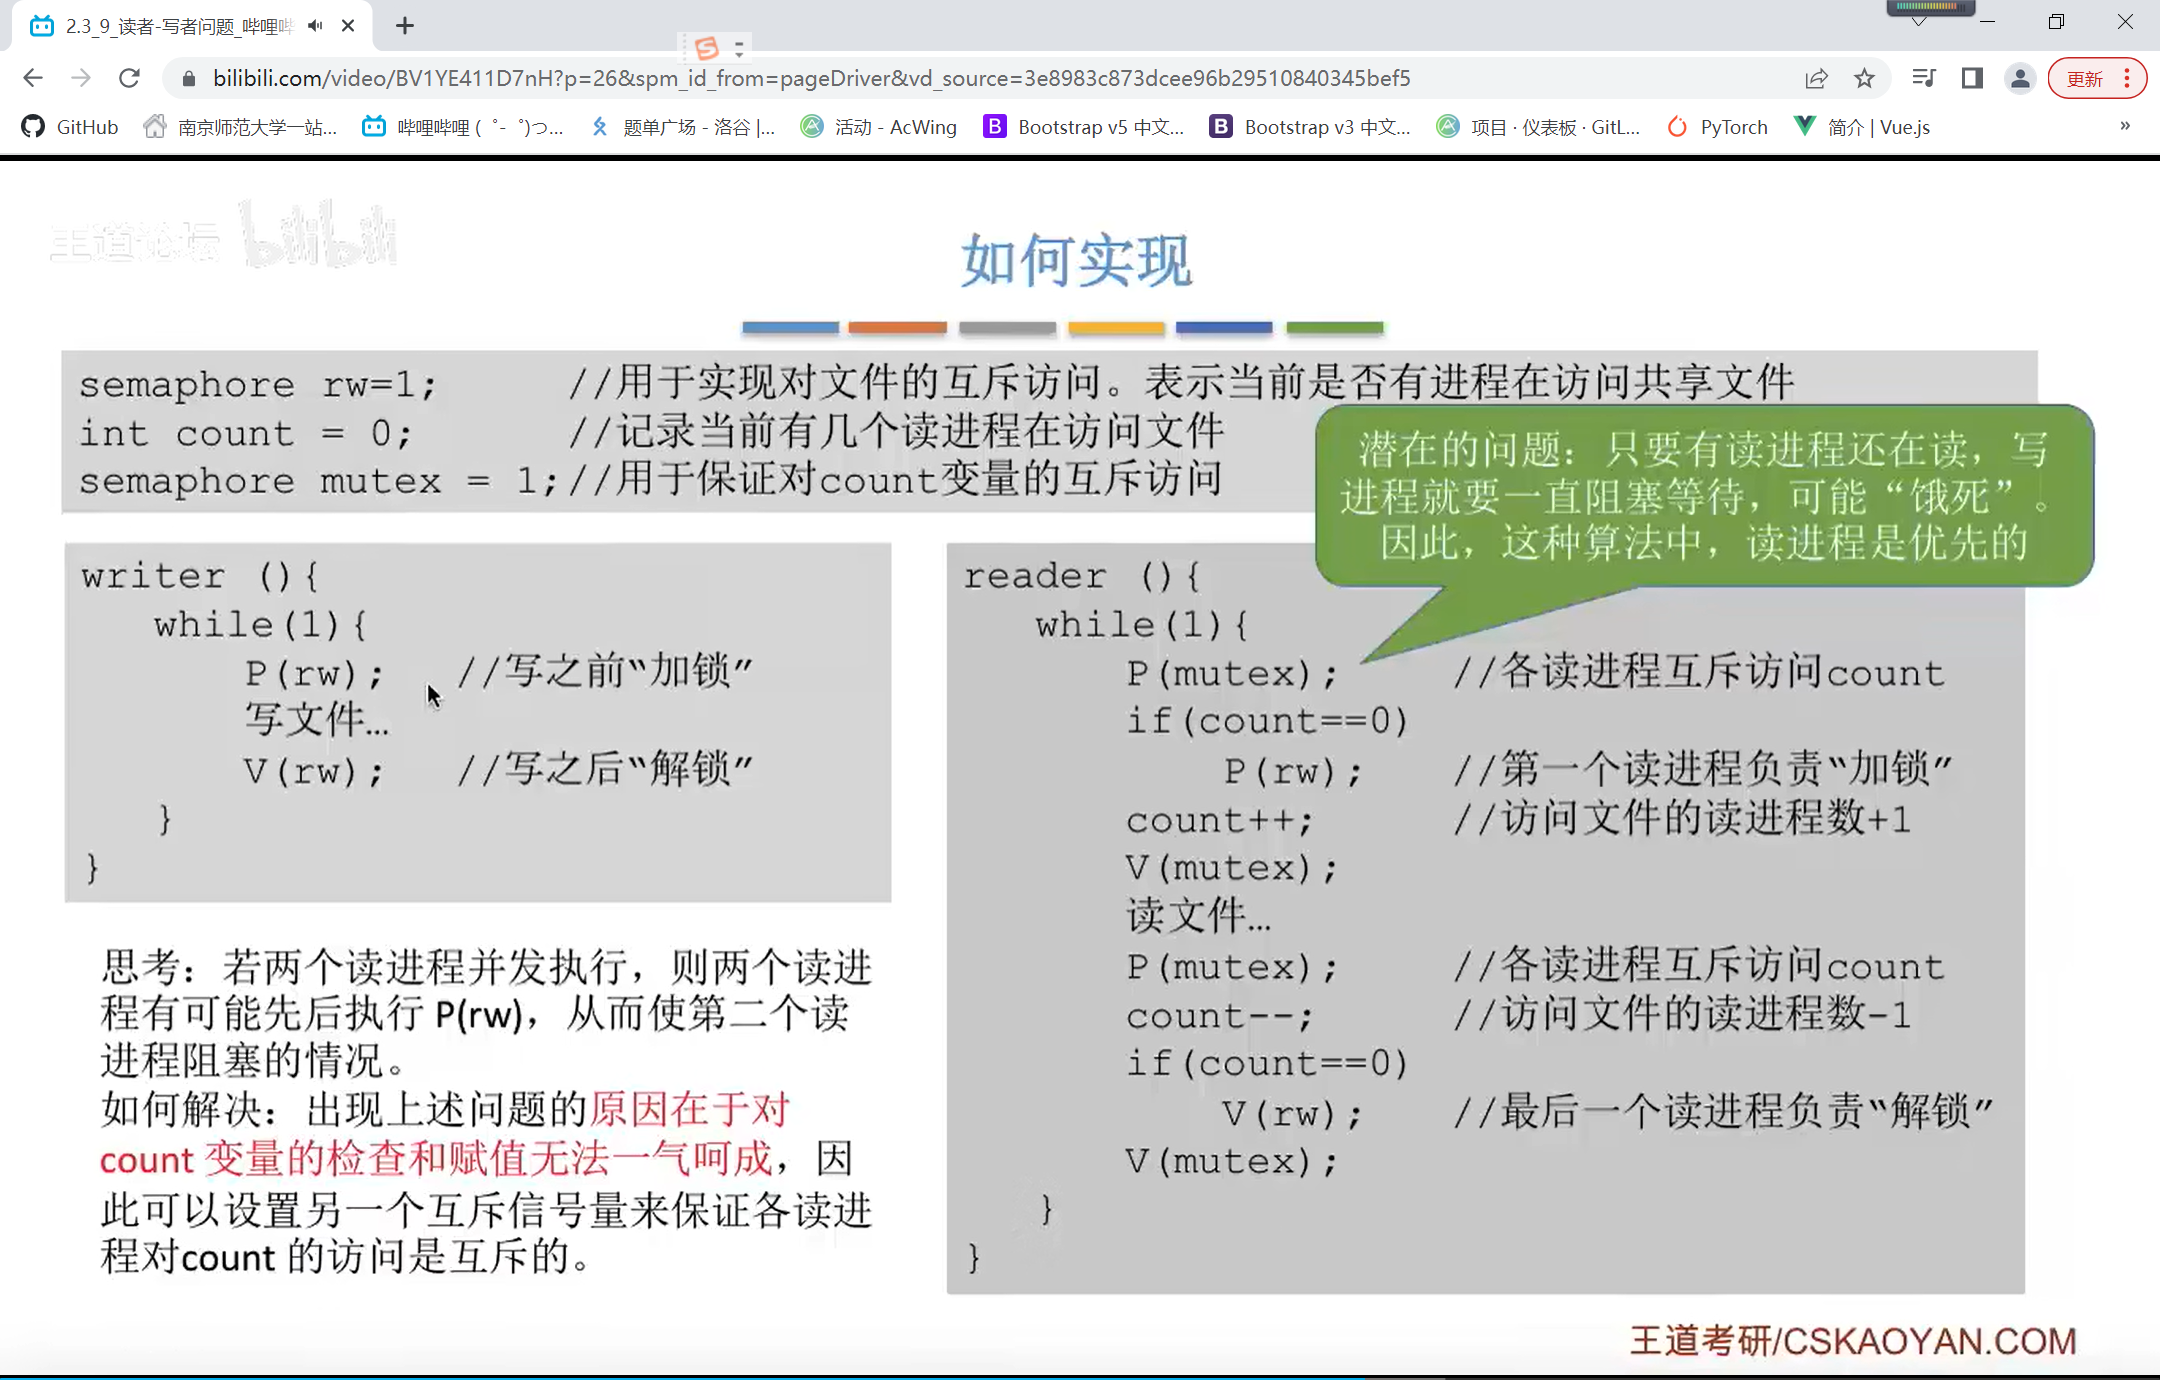 2.3_9_读者-写者问题_哔哩哔
bilibili.com/video/BV1YE411D7nH?p=26&spm_id_from=pageDriver&vd_source=3e8983c873dcee96b29510840345bef5
更新
GitHub
南京师范大学一站...
哔哩哔哩 (゜-゜)つ...
题单广场 - 洛谷 |...
活动 - AcWing
Bootstrap v5 中文...
Bootstrap v3 中文...
项目 · 仪表板 · GitL...
PyTorch
简介 | Vue.js
»
王道论坛 bilibili
如何实现
semaphore rw=1; //用于实现对文件的互斥访问。表示当前是否有进程在访问共享文件
int count = 0; //记录当前有几个读进程在访问文件
semaphore mutex = 1;//用于保证对count变量的互斥访问
潜在的问题：只要有读进程还在读，写
进程就要一直阻塞等待，可能“饿死”。
因此，这种算法中，读进程是优先的
writer (){
while(1){
P(rw); //写之前“加锁”
写文件…
V(rw); //写之后“解锁”
}
}
思考：若两个读进程并发执行，则两个读进
程有可能先后执行 P(rw)，从而使第二个读
进程阻塞的情况。
如何解决：出现上述问题的原因在于对
count 变量的检查和赋值无法一气呵成，因
此可以设置另一个互斥信号量来保证各读进
程对count 的访问是互斥的。
reader (){
while(1){
P(mutex); //各读进程互斥访问count
if(count==0)
P(rw); //第一个读进程负责“加锁”
count++; //访问文件的读进程数+1
V(mutex);
读文件…
P(mutex); //各读进程互斥访问count
count--; //访问文件的读进程数-1
if(count==0)
V(rw); //最后一个读进程负责“解锁”
V(mutex);
}
}
王道考研/CSKAOYAN.COM